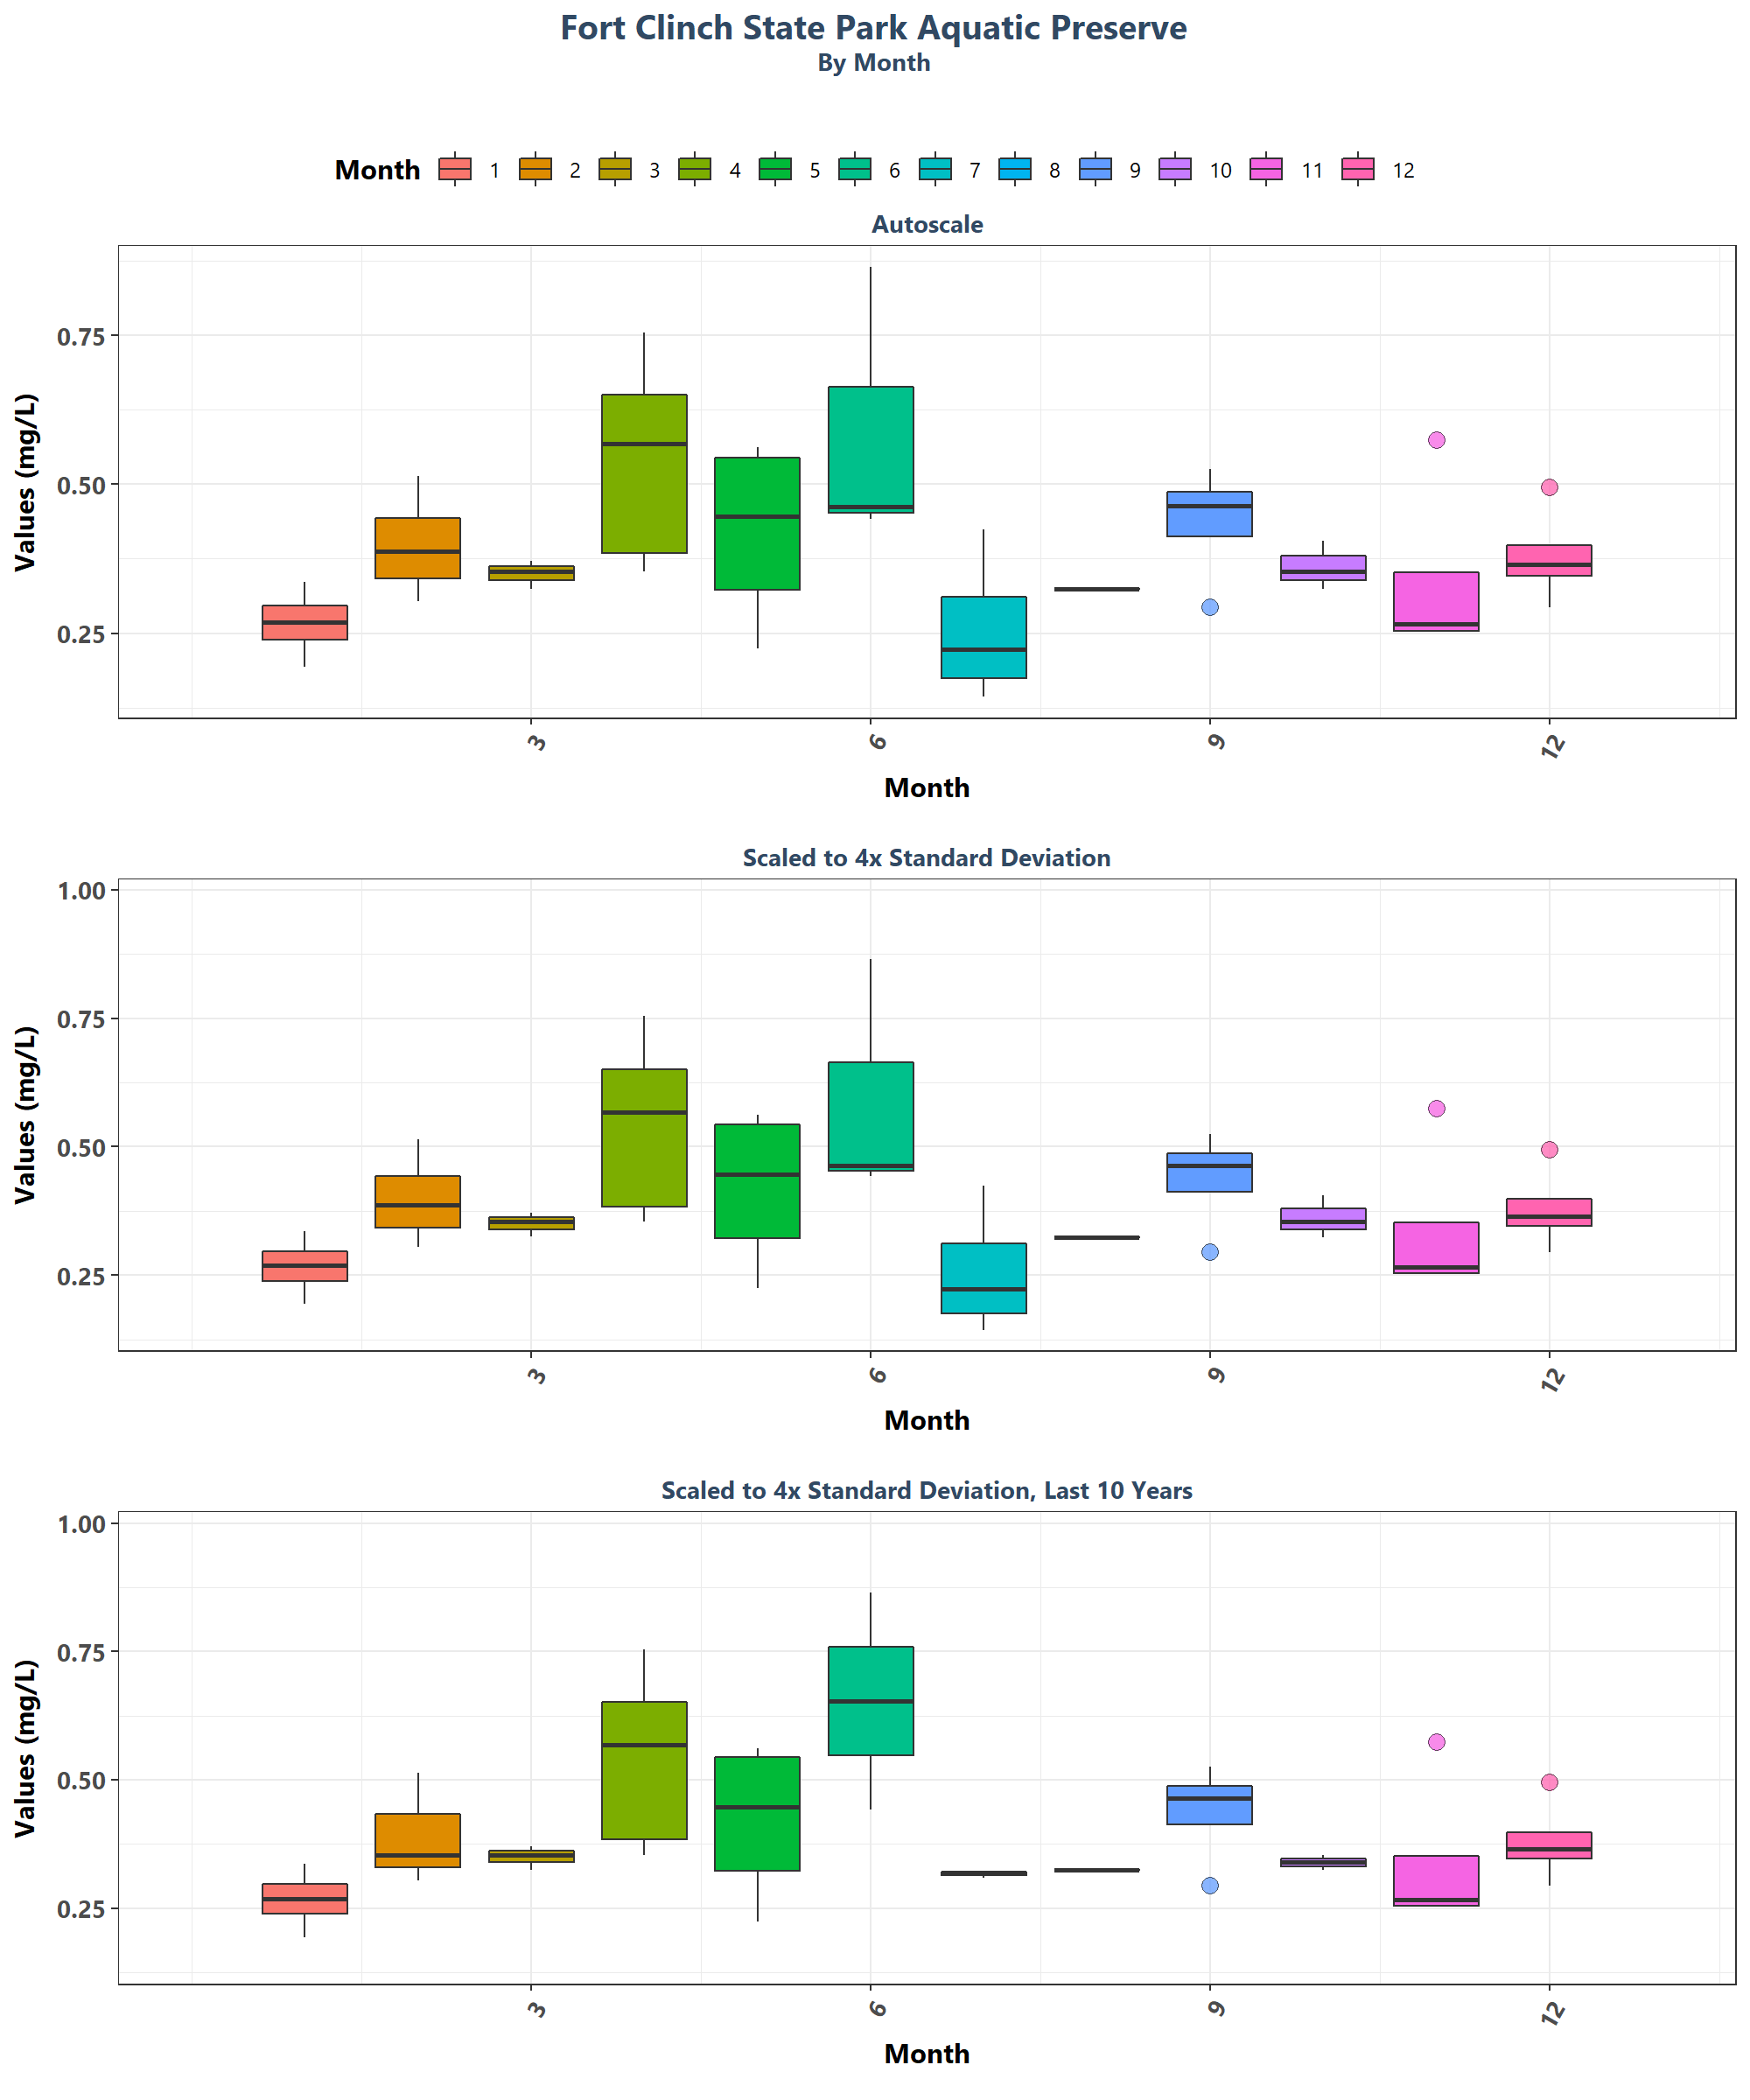 Fort Clinch State Park Aquatic Preserve
By Month
Month 1 2 3 4 5 6 7 8 9 10 11 12
Autoscale
Values (mg/L)
0.75
0.50
0.25
3 6 9 12
Month
Scaled to 4x Standard Deviation
Values (mg/L)
1.00
0.75
0.50
0.25
3 6 9 12
Month
Scaled to 4x Standard Deviation, Last 10 Years
Values (mg/L)
1.00
0.75
0.50
0.25
3 6 9 12
Month